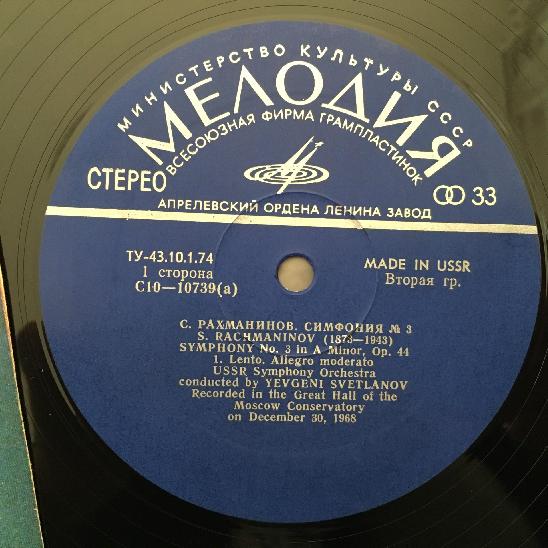 МИНИСТЕРСТВО КУЛЬТУРЫ СССР
МЕЛОДИЯ
ВСЕСОЮЗНАЯ ФИРМА ГРАМПЛАСТИНОК
СТЕРЕО
33
АПРЕЛЕВСКИЙ ОРДЕНА ЛЕНИНА ЗАВОД
ТУ-43.10.1.74
I сторона
С10—10739(а)
MADE IN USSR
Вторая гр.
С. РАХМАНИНОВ. СИМФОНИЯ № 3
S. RACHMANINOV (1873—1943)
SYMPHONY No. 3 in A Minor, Op. 44
1. Lento. Allegro moderato
USSR Symphony Orchestra
conducted by YEVGENI SVETLANOV
Recorded in the Great Hall of the
Moscow Conservatory
on December 30, 1968